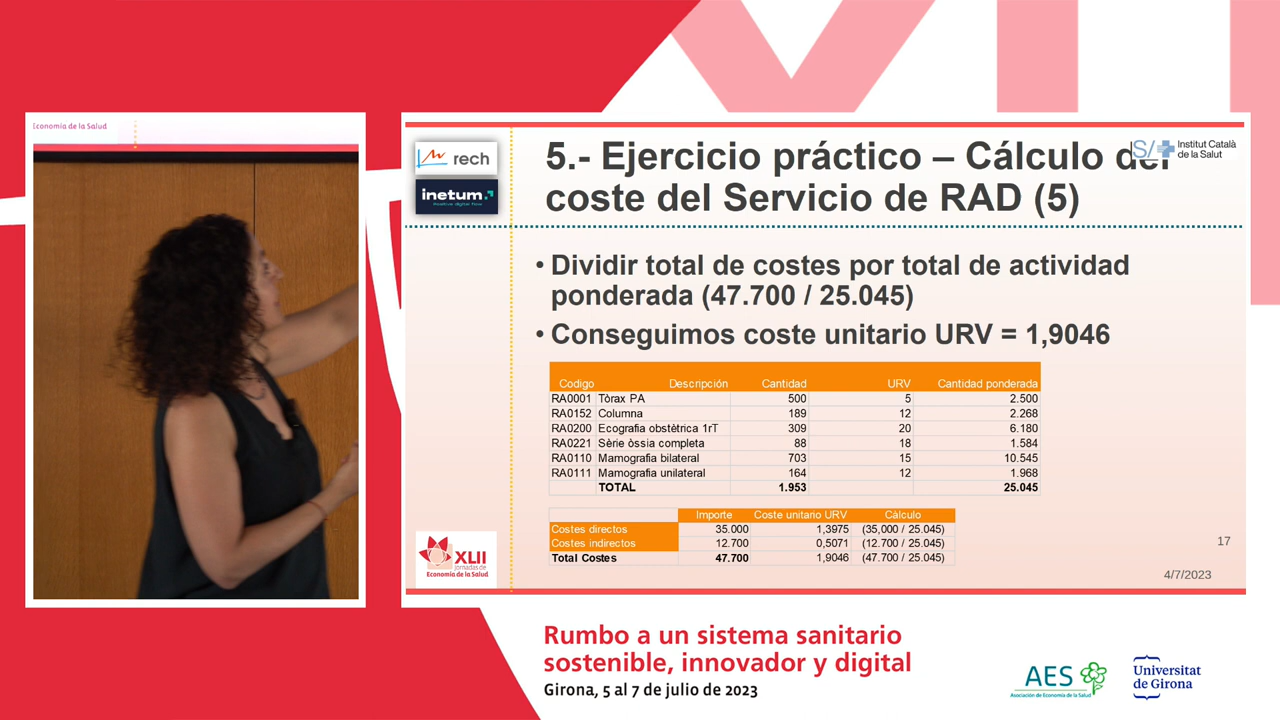 Economía de la Salud
rech
inetum.
Positive digital flow
5.- Ejercicio práctico – Cálculo del
coste del Servicio de RAD (5)
S/
Institut Català
de la Salut
• Dividir total de costes por total de actividad
ponderada (47.700 / 25.045)
• Conseguimos coste unitario URV = 1,9046
Codigo Descripción Cantidad URV Cantidad ponderada
RA0001 Tòrax PA 500 5 2.500
RA0152 Columna 189 12 2.268
RA0200 Ecografia obstètrica 1rT 309 20 6.180
RA0221 Sèrie òssia completa 88 18 1.584
RA0110 Mamografia bilateral 703 15 10.545
RA0111 Mamografia unilateral 164 12 1.968
TOTAL 1.953 25.045
Importe Coste unitario URV Cálculo
Costes directos 35.000 1,3975 (35,000 / 25.045)
Costes indirectos 12.700 0,5071 (12.700 / 25.045)
Total Costes 47.700 1,9046 (47.700 / 25.045)
17
4/7/2023
XLII
jornadas de
Economía de la Salud
Rumbo a un sistema sanitario
sostenible, innovador y digital
Girona, 5 al 7 de julio de 2023
AES
Asociación de Economía de la Salud
Universitat
de Girona